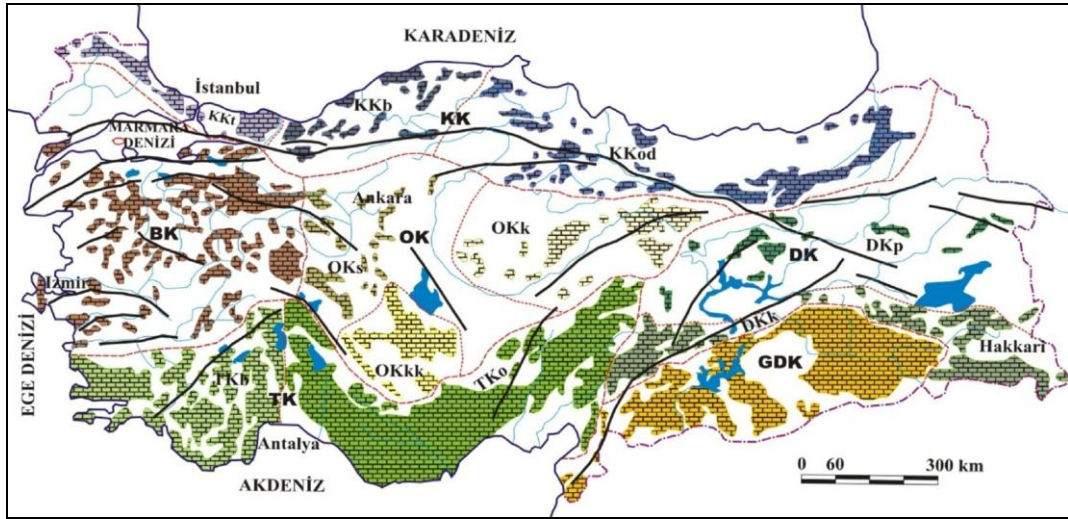 KARADENİZ
İstanbul
KKt
KKb
KK
MARMARA
DENİZİ
KKod
Ankara
BK
OK
OKk
DK
DKp
OKs
İzmir
DKk
Hakkari
OKkk
GDK
TKb
TKo
EGE DENİZİ
TK
Antalya
AKDENİZ
0 60 300 km